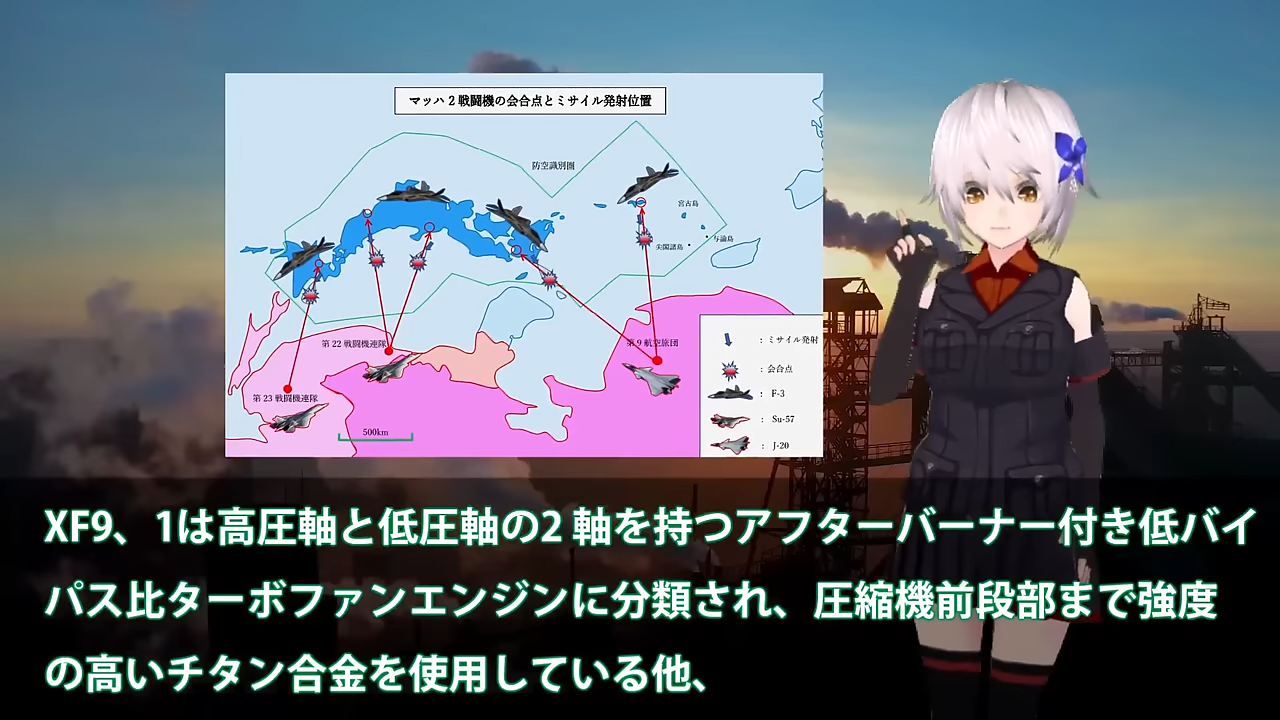 マッハ２戦闘機の会合点とミサイル発射位置
防空識別圏
宮古島
与論島
尖閣諸島
第 22 戦闘機連隊
第 9 航空旅団
第 23 戦闘機連隊
500km
：ミサイル発射
：会合点
： F-3
： Su-57
： J-20
XF9、1は高圧軸と低圧軸の2 軸を持つアフターバーナー付き低バイ
パス比ターボファンエンジンに分類され、圧縮機前段部まで強度
の高いチタン合金を使用している他、